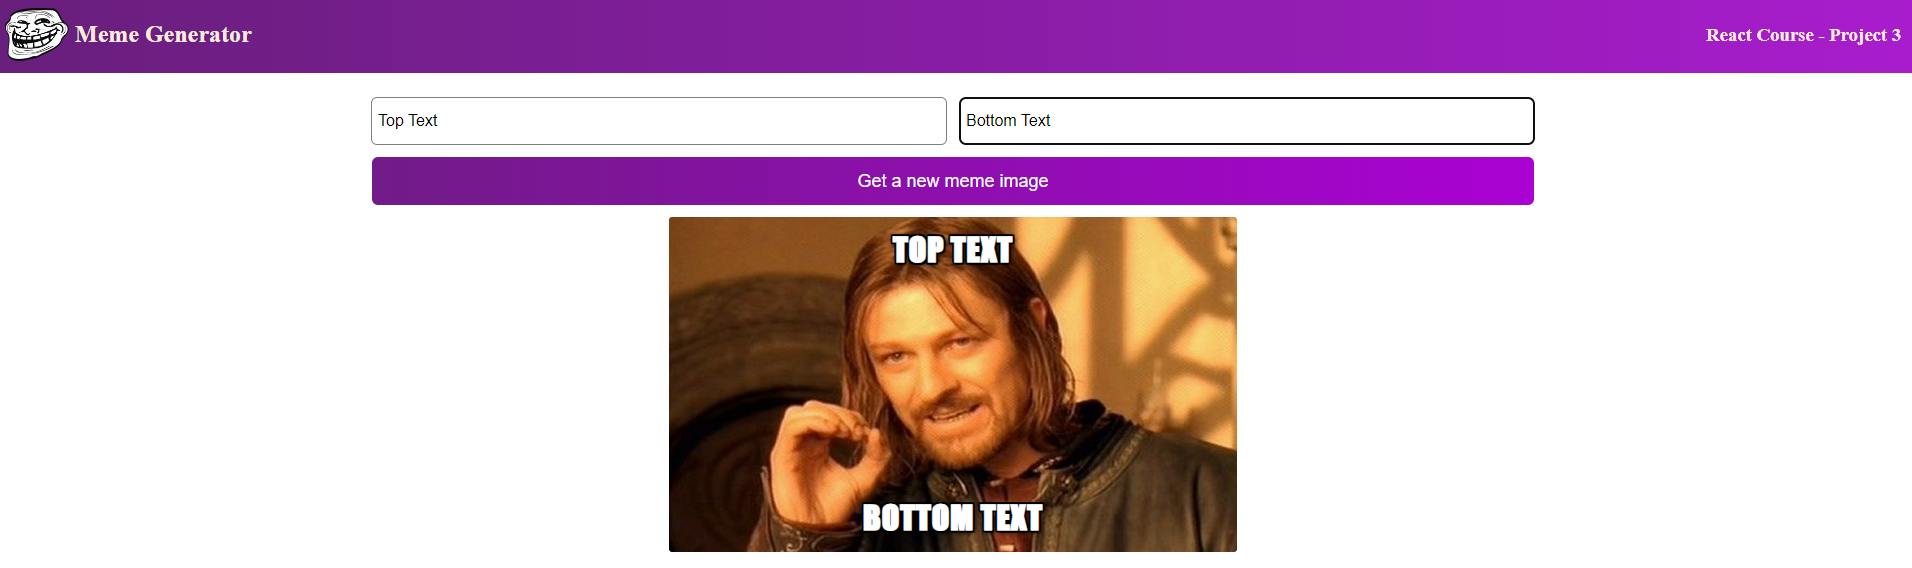 Meme Generator
React Course - Project 3
Top Text
Bottom Text
Get a new meme image
TOP TEXT
BOTTOM TEXT